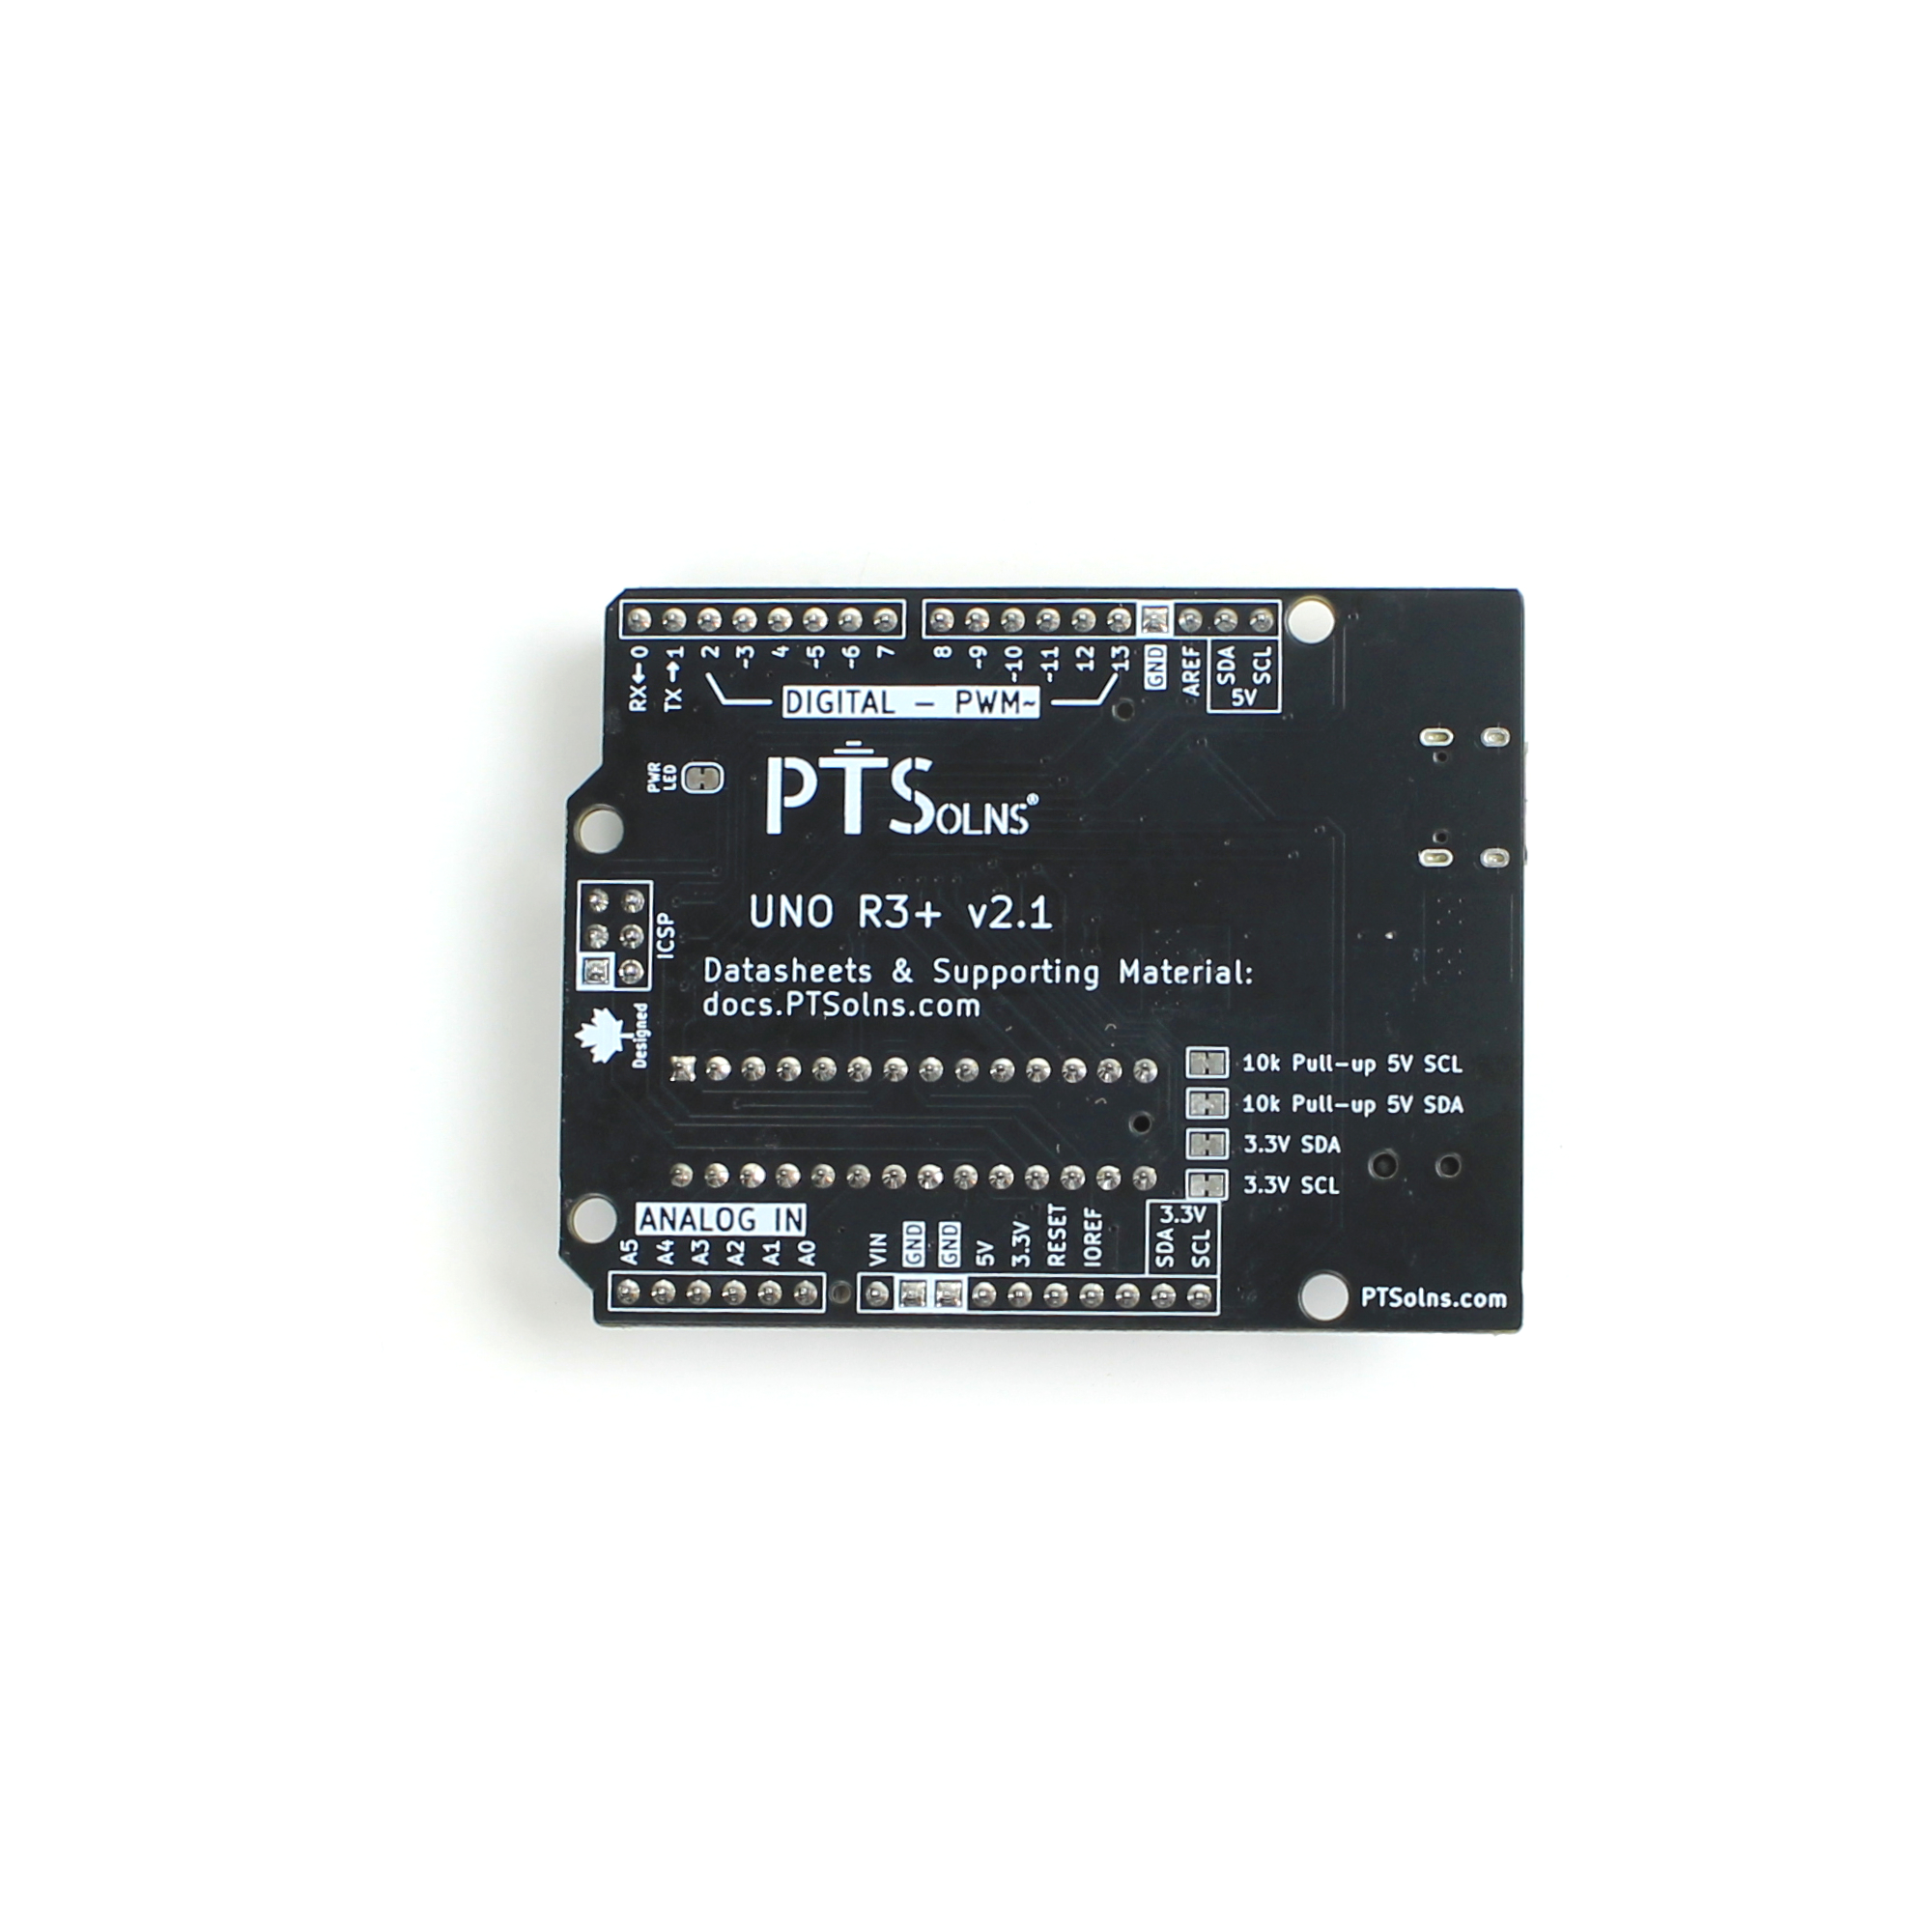 RX←0
TX→1
2
~3
4
~5
~6
7
8
~9
~10
~11
12
13
GND
AREF
SDA
SCL
5V
DIGITAL – PWM~
PWR
LED
PTSOLNS®
UNO R3+ v2.1
ICSP
Datasheets & Supporting Material:
docs.PTSolns.com
Designed
10k Pull-up 5V SCL
10k Pull-up 5V SDA
3.3V SDA
3.3V SCL
ANALOG IN
A5
A4
A3
A2
A1
A0
VIN
GND
GND
5V
3.3V
RESET
IOREF
3.3V
SDA
SCL
PTSolns.com